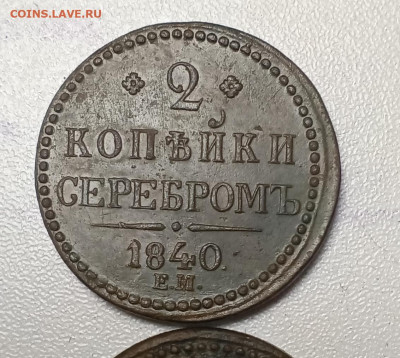 COINS.LAVE.RU
2
КОПѢЙКИ
СЕРЕБРОМЪ
1840.
Е.М.